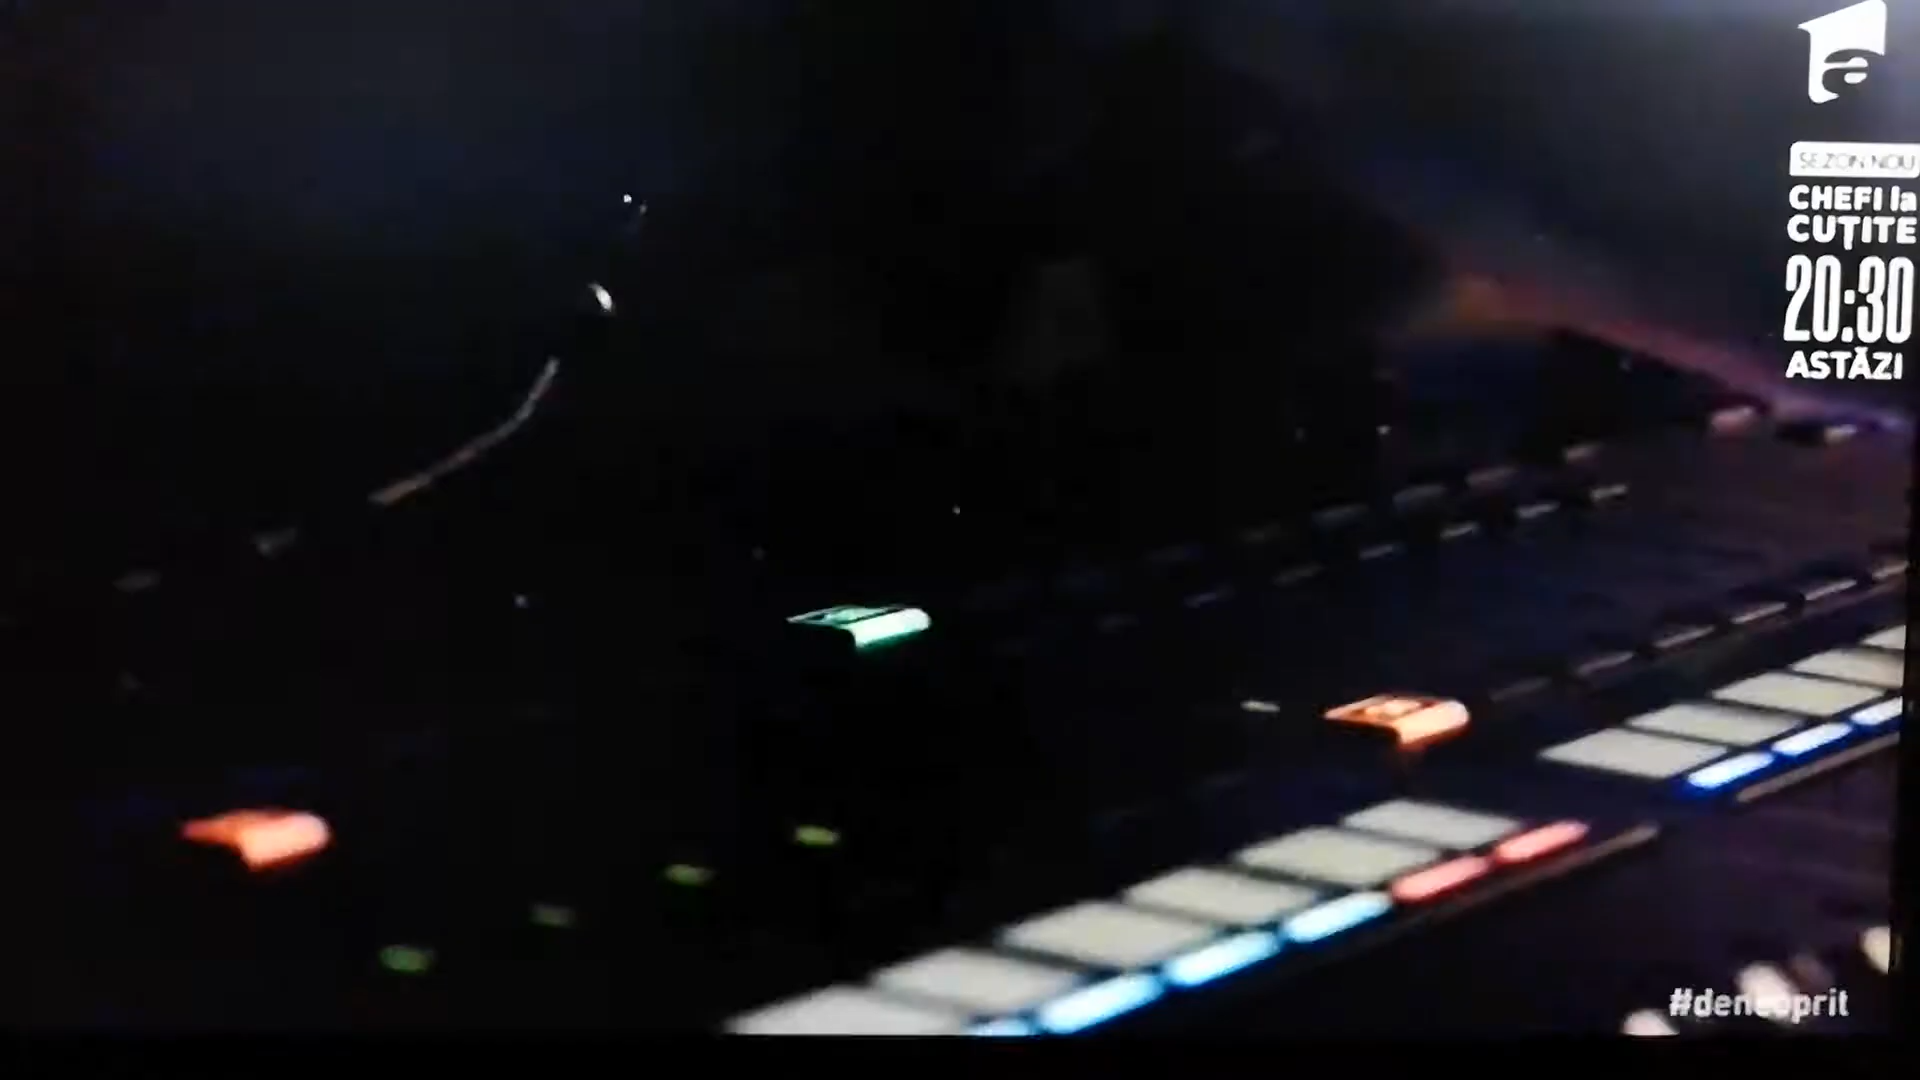 SEZON NOU
CHEFI la
CUȚITE
20:30
ASTĂZI
#deneoprit